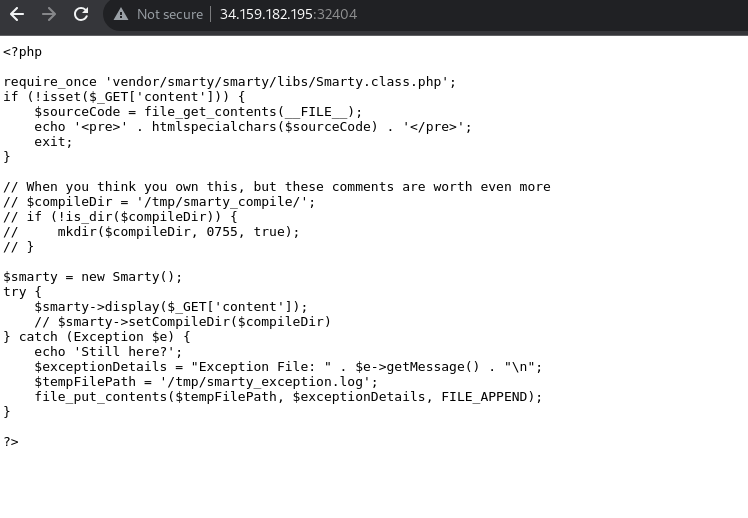 Not secure 34.159.182.195:32404
<?php
require_once 'vendor/smarty/smarty/libs/Smarty.class.php';
if (!isset($_GET['content'])) {
    $sourceCode = file_get_contents(__FILE__);
    echo '<pre>' . htmlspecialchars($sourceCode) . '</pre>';
    exit;
}
// When you think you own this, but these comments are worth even more
// $compileDir = '/tmp/smarty_compile/';
// if (!is_dir($compileDir)) {
//     mkdir($compileDir, 0755, true);
// }
$smarty = new Smarty();
try {
    $smarty->display($_GET['content']);
    // $smarty->setCompileDir($compileDir)
} catch (Exception $e) {
    echo 'Still here?';
    $exceptionDetails = "Exception File: " . $e->getMessage() . "\n";
    $tempFilePath = '/tmp/smarty_exception.log';
    file_put_contents($tempFilePath, $exceptionDetails, FILE_APPEND);
}
?>